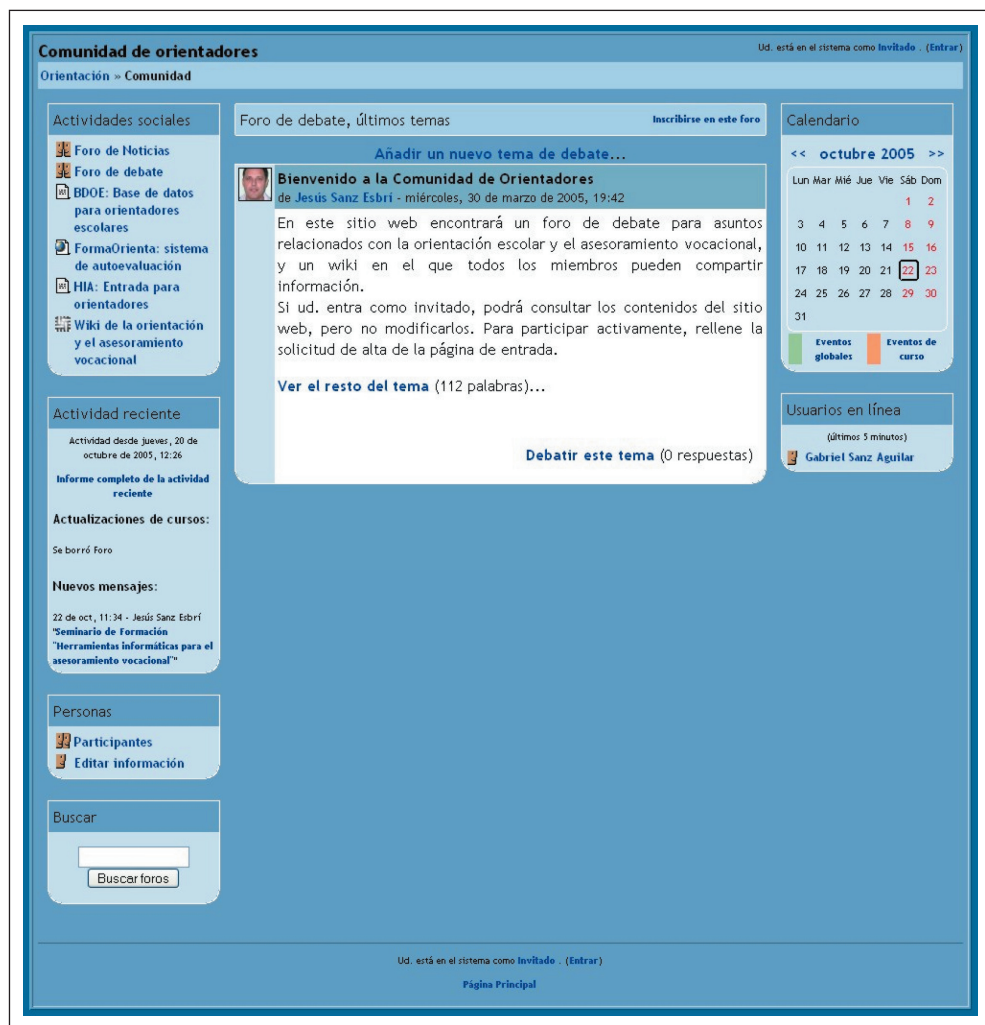 Comunidad de orientadores
Ud. está en el sistema como Invitado . (Entrar)
Orientación » Comunidad
Actividades sociales
Foro de Noticias
Foro de debate
BDOE: Base de datos
para orientadores
escolares
FormaOrienta: sistema
de autoevaluación
HIA: Entrada para
orientadores
Wiki de la orientación
y el asesoramiento
vocacional
Actividad reciente
Actividad desde jueves, 20 de
octubre de 2005, 12:26
Informe completo de la actividad
reciente
Actualizaciones de cursos:
Se borró Foro
Nuevos mensajes:
22 de oct, 11:34 - Jesús Sanz Esbrí
"Seminario de Formación
"Herramientas informáticas para el
asesoramiento vocacional""
Personas
Participantes
Editar información
Buscar
Buscar foros
Foro de debate, últimos temas
Inscribirse en este foro
Añadir un nuevo tema de debate...
Bienvenido a la Comunidad de Orientadores
de Jesús Sanz Esbrí - miércoles, 30 de marzo de 2005, 19:42
En este sitio web encontrará un foro de debate para asuntos
relacionados con la orientación escolar y el asesoramiento vocacional,
y un wiki en el que todos los miembros pueden compartir
información.
Si ud. entra como invitado, podrá consultar los contenidos del sitio
web, pero no modificarlos. Para participar activamente, rellene la
solicitud de alta de la página de entrada.
Ver el resto del tema (112 palabras)...
Debatir este tema (0 respuestas)
Calendario
<< octubre 2005 >>
Lun Mar Mié Jue Vie Sáb Dom
1 2
3 4 5 6 7 8 9
10 11 12 13 14 15 16
17 18 19 20 21 22 23
24 25 26 27 28 29 30
31
Eventos globales
Eventos de curso
Usuarios en línea
(últimos 5 minutos)
Gabriel Sanz Aguilar
Ud. está en el sistema como Invitado . (Entrar)
Página Principal